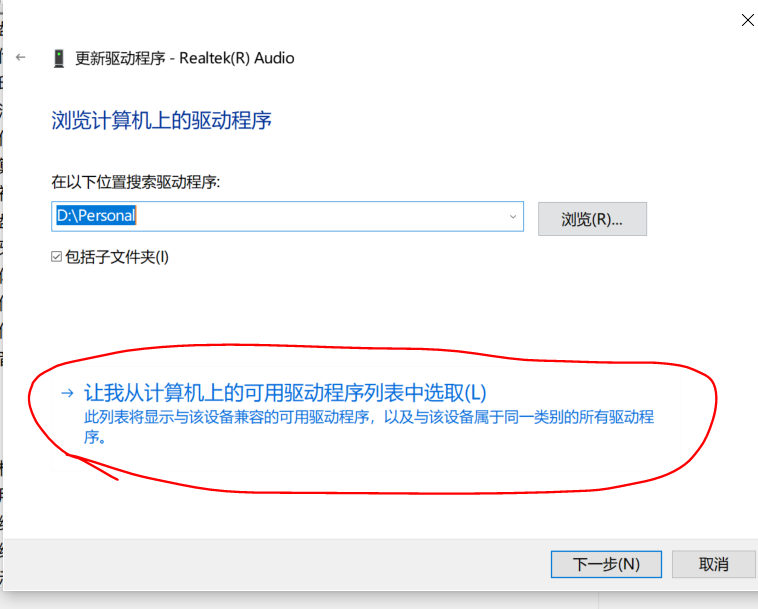 更新驱动程序 - Realtek(R) Audio
浏览计算机上的驱动程序
在以下位置搜索驱动程序:
D:\Personal
浏览(R)...
包括子文件夹(I)
让我从计算机上的可用驱动程序列表中选取(L)
此列表将显示与该设备兼容的可用驱动程序，以及与该设备属于同一类别的所有驱动程
序。
下一步(N)
取消